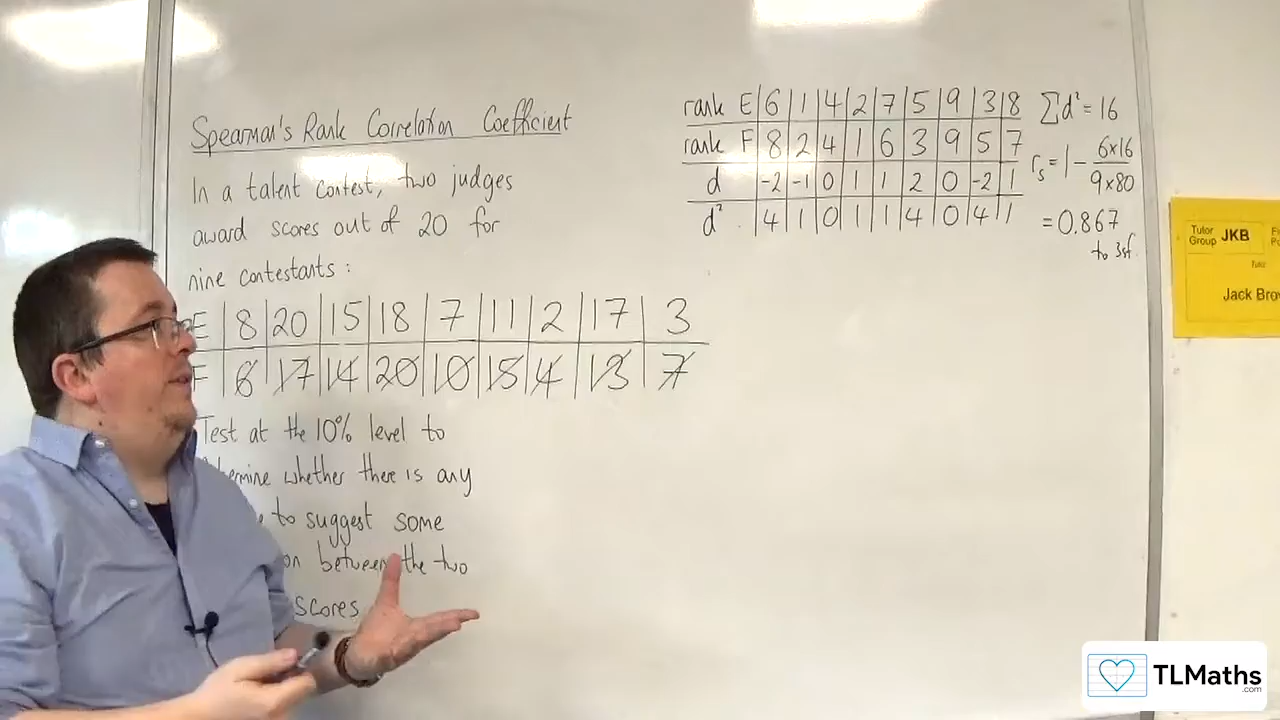 Spearman's Rank Correlation Coefficient
In a talent contest, two judges
award scores out of 20 for
nine contestants :
E | 8 | 20 | 15 | 18 | 7 | 11 | 2 | 17 | 3
F | 6 | 17 | 14 | 20 | 10 | 15 | 4 | 13 | 7
Test at the 10% level to
whether there is any
to suggest some
between the two
scores
rank E | 6 | 1 | 4 | 2 | 7 | 5 | 9 | 3 | 8
rank F | 8 | 2 | 4 | 1 | 6 | 3 | 9 | 5 | 7
d | -2 | -1 | 0 | 1 | 1 | 2 | 0 | -2 | 1
d² | 4 | 1 | 0 | 1 | 1 | 4 | 0 | 4 | 1
∑d² = 16
r_s = 1 - 6×16/9×80
= 0.867
to 3sf.
Tutor Group JKB
Jack
TLMaths
.com